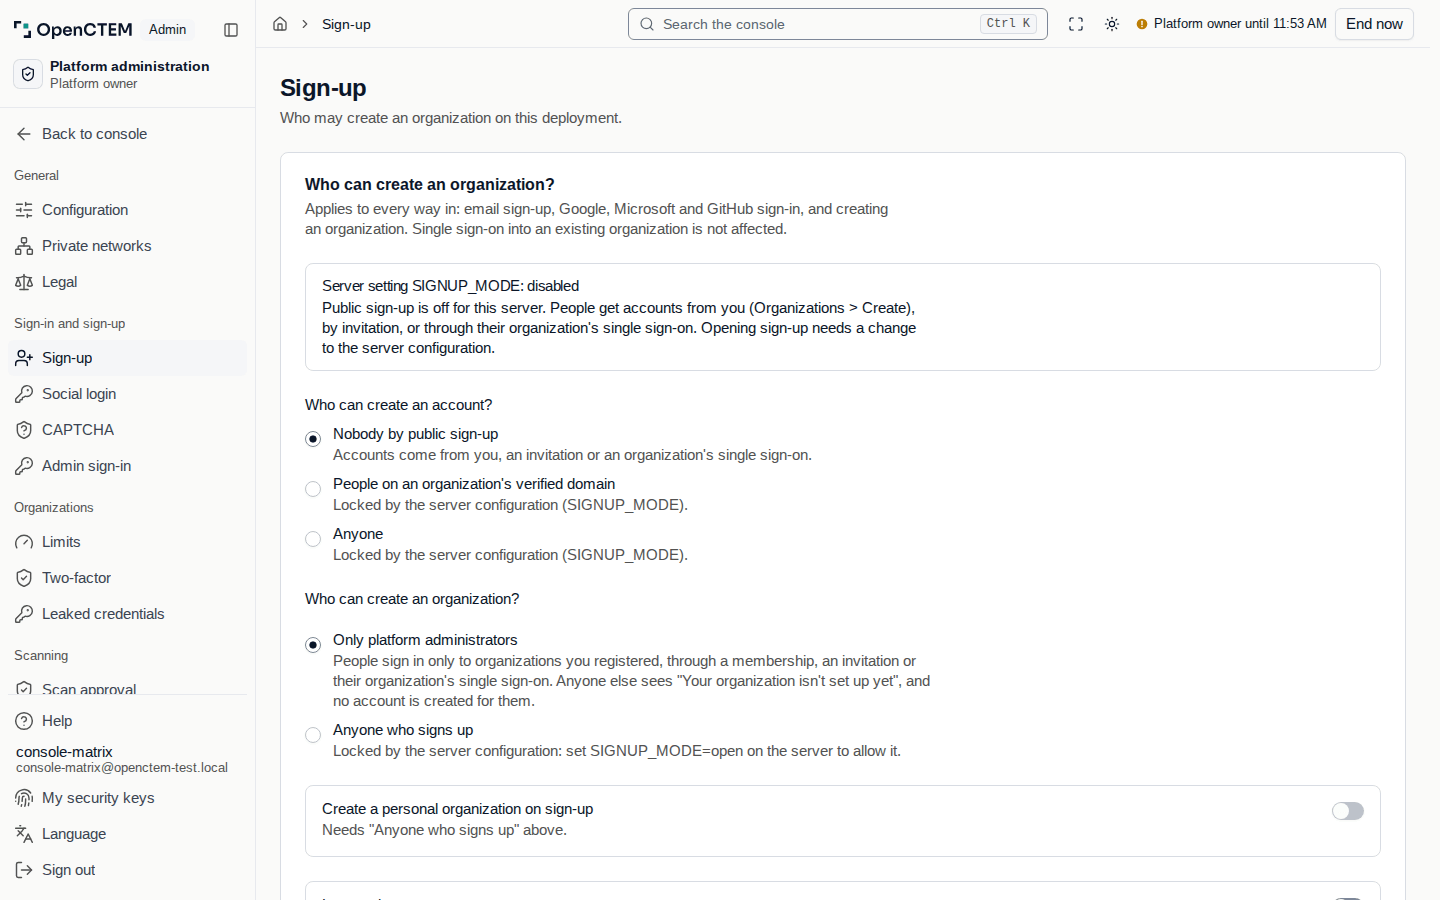 OpenCTEM
Admin
Platform administration
Platform owner
Back to console
General
Configuration
Private networks
Legal
Sign-in and sign-up
Sign-up
Social login
CAPTCHA
Admin sign-in
Organizations
Limits
Two-factor
Leaked credentials
Scanning
Scan approval
Help
console-matrix
console-matrix@openctem-test.local
My security keys
Language
Sign out
Sign-up
Search the console
Ctrl K
Platform owner until 11:53 AM
End now
Sign-up
Who may create an organization on this deployment.
Who can create an organization?
Applies to every way in: email sign-up, Google, Microsoft and GitHub sign-in, and creating
an organization. Single sign-on into an existing organization is not affected.
Server setting SIGNUP_MODE: disabled
Public sign-up is off for this server. People get accounts from you (Organizations > Create),
by invitation, or through their organization's single sign-on. Opening sign-up needs a change
to the server configuration.
Who can create an account?
Nobody by public sign-up
Accounts come from you, an invitation or an organization's single sign-on.
People on an organization's verified domain
Locked by the server configuration (SIGNUP_MODE).
Anyone
Locked by the server configuration (SIGNUP_MODE).
Who can create an organization?
Only platform administrators
People sign in only to organizations you registered, through a membership, an invitation or
their organization's single sign-on. Anyone else sees "Your organization isn't set up yet", and
no account is created for them.
Anyone who signs up
Locked by the server configuration: set SIGNUP_MODE=open on the server to allow it.
Create a personal organization on sign-up
Needs "Anyone who signs up" above.